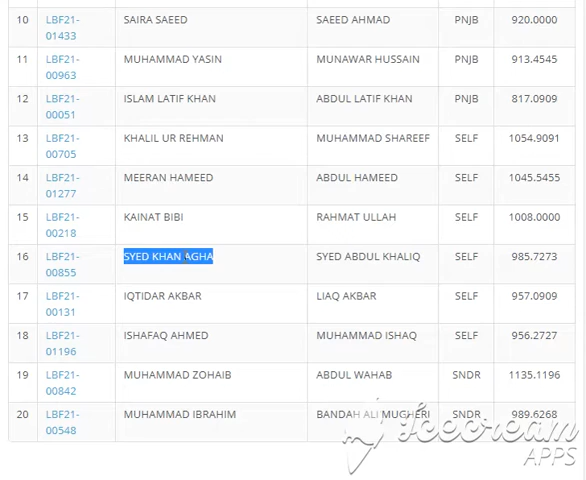 10 LBF21- SAIRA SAEED SAEED AHMAD PNJB 920.0000
01433
11 LBF21- MUHAMMAD YASIN MUNAWAR HUSSAIN PNJB 913.4545
00963
12 LBF21- ISLAM LATIF KHAN ABDUL LATIF KHAN PNJB 817.0909
00051
13 LBF21- KHALIL UR REHMAN MUHAMMAD SHAREEF SELF 1054.9091
00705
14 LBF21- MEERAN HAMEED ABDUL HAMEED SELF 1045.5455
01277
15 LBF21- KAINAT BIBI RAHMAT ULLAH SELF 1008.0000
00218
16 LBF21- SYED KHAN AGHA SYED ABDUL KHALIQ SELF 985.7273
00855
17 LBF21- IQTIDAR AKBAR LIAQ AKBAR SELF 957.0909
00131
18 LBF21- ISHAFAQ AHMED MUHAMMAD ISHAQ SELF 956.2727
01196
19 LBF21- MUHAMMAD ZOHAIB ABDUL WAHAB SNDR 1135.1196
00842
20 LBF21- MUHAMMAD IBRAHIM BANDAH ALI MUGHERI SNDR 989.6268
00548
Icecream
APPS